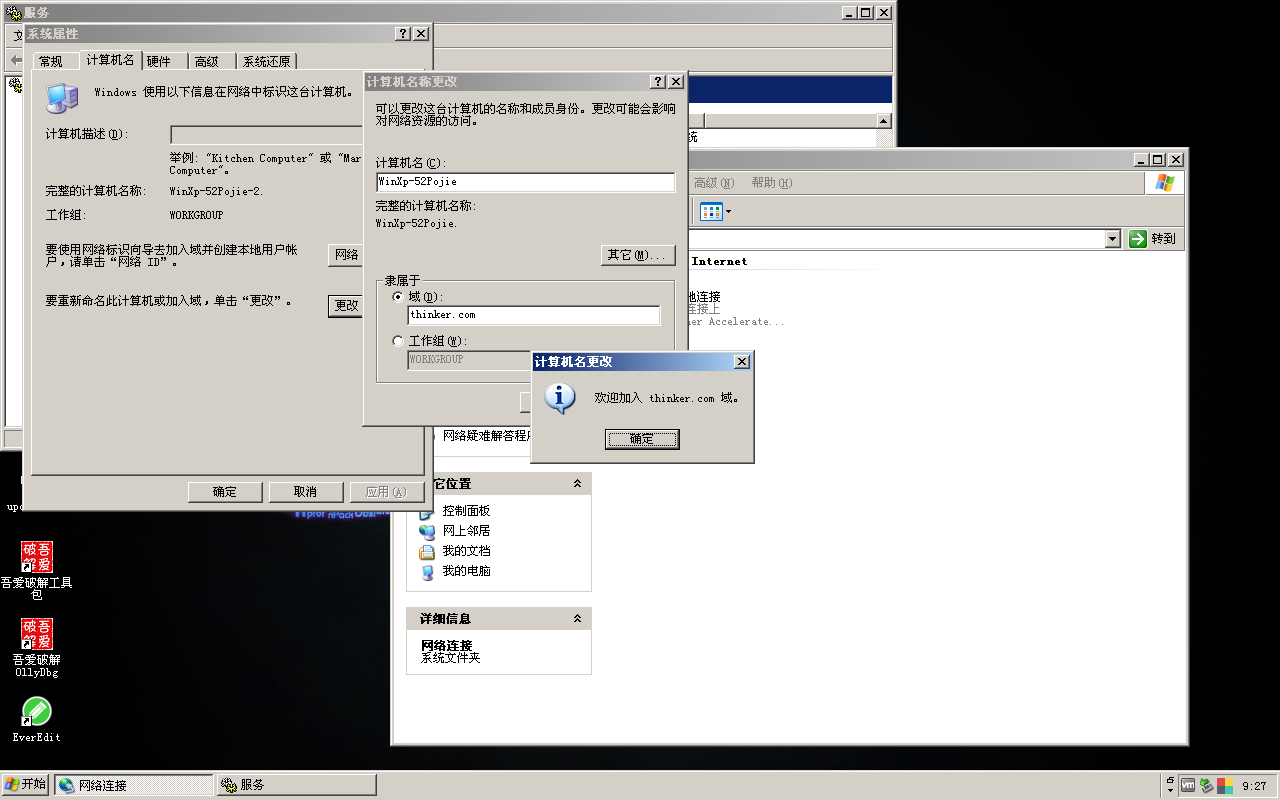 服务
系统属性
常规
计算机名
硬件
高级
系统还原
Windows 使用以下信息在网络中标识这台计算机。
计算机描述(D):
举例: "Kitchen Computer" 或 "Mar
Computer"。
完整的计算机名称:
WinXp-52Pojie-2.
工作组:
WORKGROUP
要使用网络标识向导去加入域并创建本地用户帐
户，请单击“网络 ID”。
网络
要重新命名此计算机或加入域，单击“更改”。
更改
确定
取消
应用(A)
计算机名称更改
可以更改这台计算机的名称和成员身份。更改可能会影响
对网络资源的访问。
计算机名(C):
WinXp-52Pojie
完整的计算机名称:
WinXp-52Pojie.
其它(M)...
隶属于
域(D):
thinker.com
工作组(W):
WORKGROUP
计算机名更改
欢迎加入 thinker.com 域。
确定
统
高级(N)
帮助(H)
转到
Internet
地连接
连接上
her Accelerate...
网络疑难解答程序
它位置
控制面板
网上邻居
我的文档
我的电脑
详细信息
网络连接
系统文件夹
吾爱破解工具
包
吾爱破解
OllyDbg
EverEdit
开始
网络连接
服务
9:27